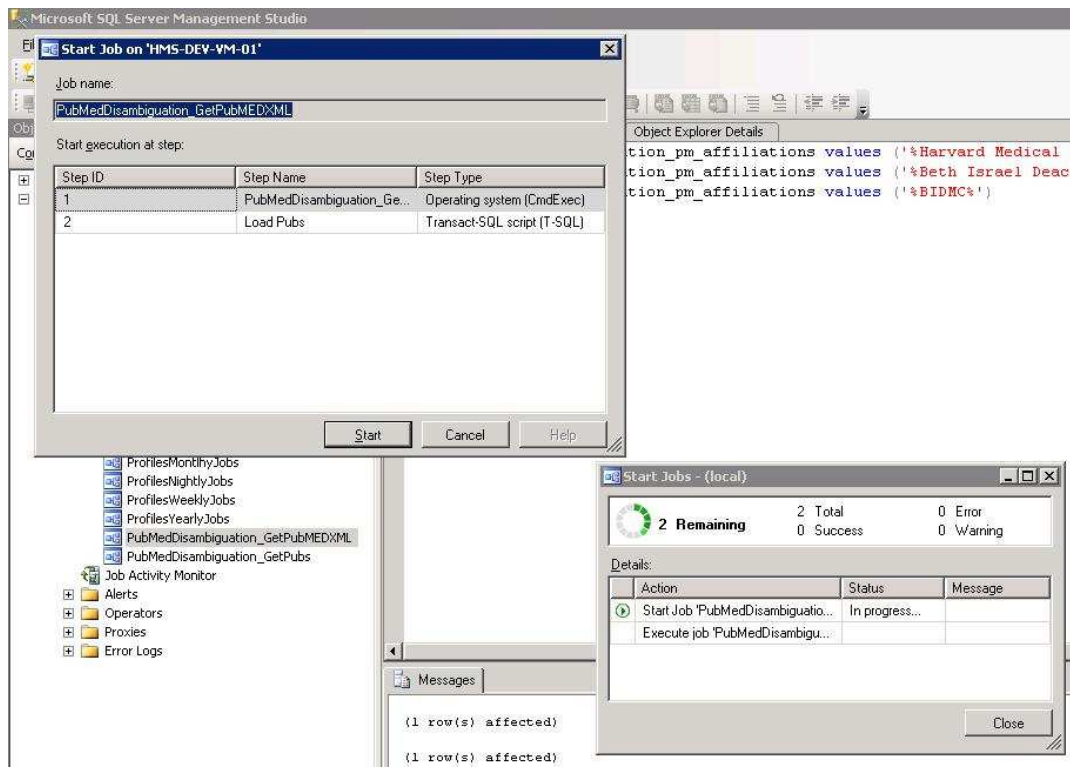 Microsoft SQL Server Management Studio
Start Job on 'HMS-DEV-VM-01'
Job name:
PubMedDisambiguation_GetPubMEDXML
Start execution at step:
Step ID Step Name Step Type
1 PubMedDisambiguation_Ge... Operating system (CmdExec)
2 Load Pubs Transact-SQL script (T-SQL)
Start Cancel Help
Object Explorer Details
tion_pm_affiliations values ('%Harvard Medical
tion_pm_affiliations values ('%Beth Israel Deac
tion_pm_affiliations values ('%BIDMC%')
ProfilesMontlhyJobs
ProfilesNightlyJobs
ProfilesWeeklyJobs
ProfilesYearlyJobs
PubMedDisambiguation_GetPubMEDXML
PubMedDisambiguation_GetPubs
Job Activity Monitor
Alerts
Operators
Proxies
Error Logs
Messages
(1 row(s) affected)
(1 row(s) affected)
Start Jobs - (local)
2 Remaining
2 Total 0 Error
0 Success 0 Warning
Details:
Action Status Message
Start Job 'PubMedDisambiguatio... In progress...
Execute job 'PubMedDisambigu...
Close